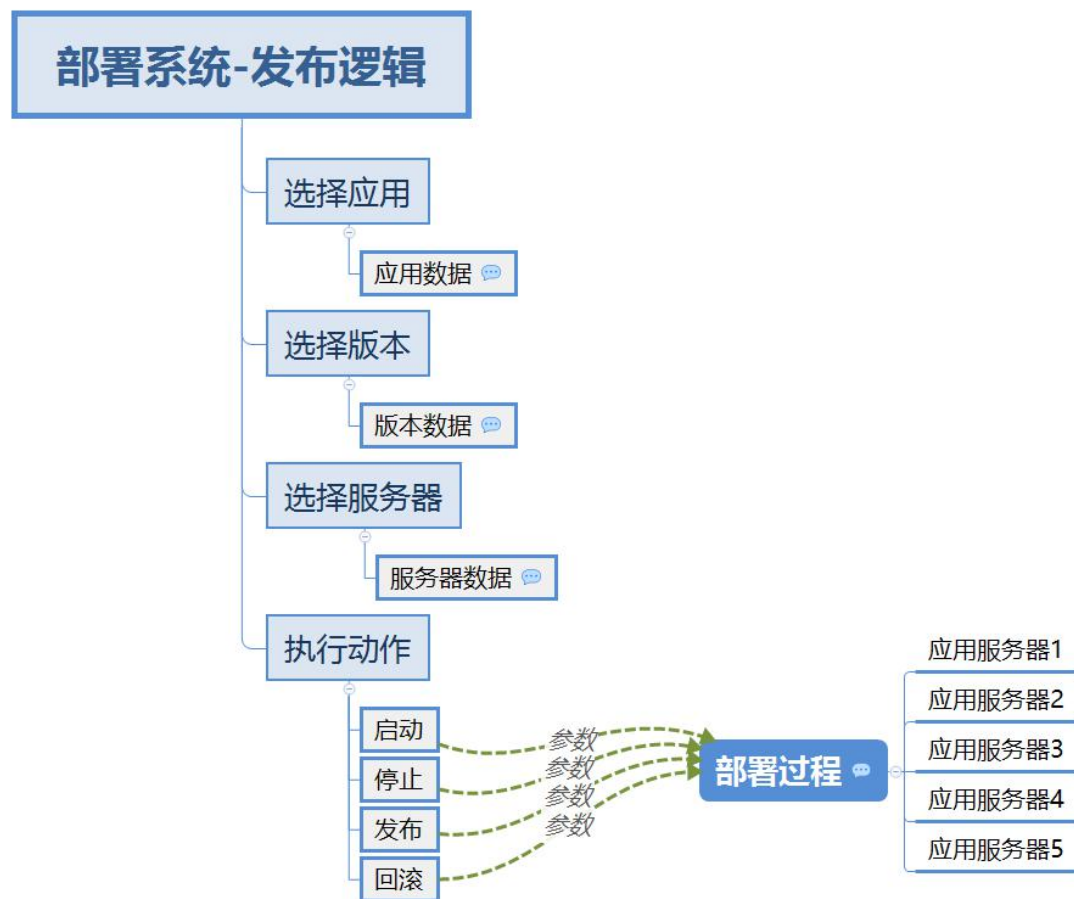 部署系统-发布逻辑
选择应用
应用数据
选择版本
版本数据
选择服务器
服务器数据
执行动作
启动
停止
发布
回滚
参数
参数
参数
参数
部署过程
应用服务器1
应用服务器2
应用服务器3
应用服务器4
应用服务器5